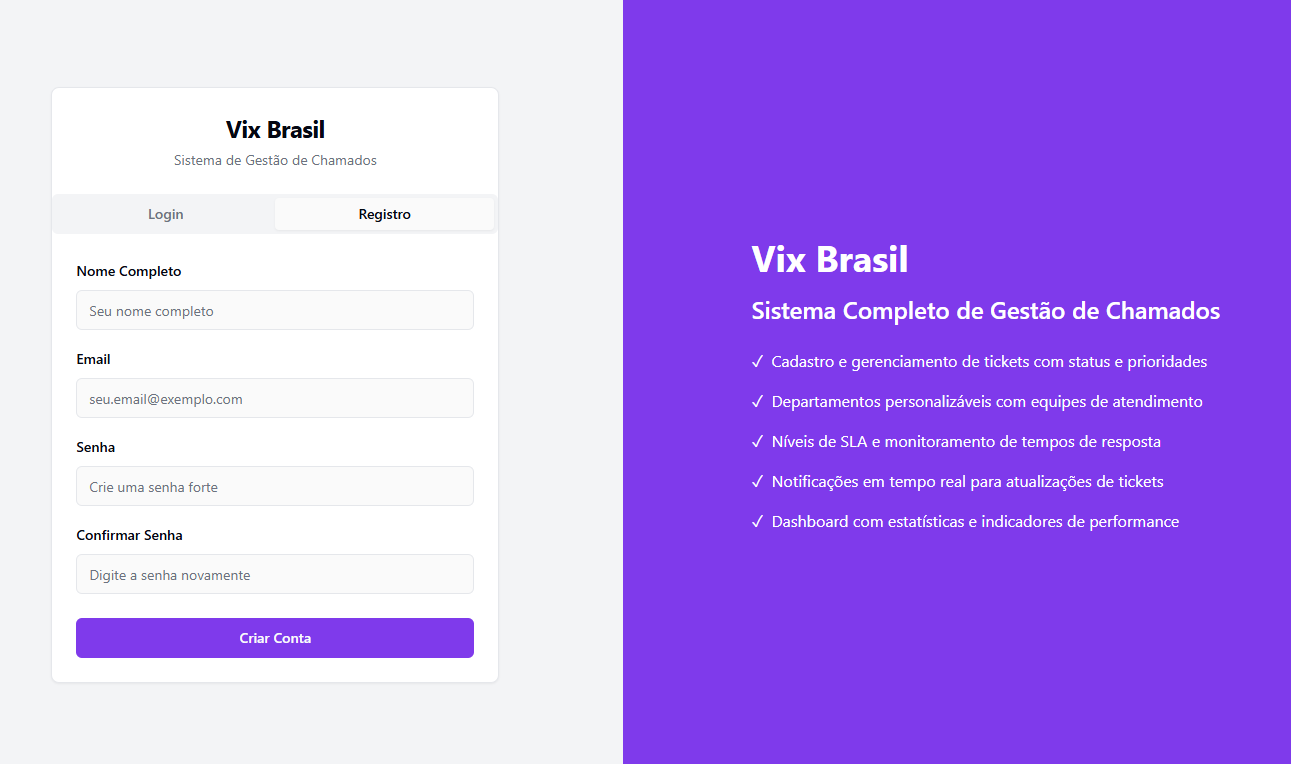 Vix Brasil
Sistema de Gestão de Chamados
Login
Registro
Nome Completo
Seu nome completo
Email
seu.email@exemplo.com
Senha
Crie uma senha forte
Confirmar Senha
Digite a senha novamente
Criar Conta
Vix Brasil
Sistema Completo de Gestão de Chamados
✓ Cadastro e gerenciamento de tickets com status e prioridades
✓ Departamentos personalizáveis com equipes de atendimento
✓ Níveis de SLA e monitoramento de tempos de resposta
✓ Notificações em tempo real para atualizações de tickets
✓ Dashboard com estatísticas e indicadores de performance